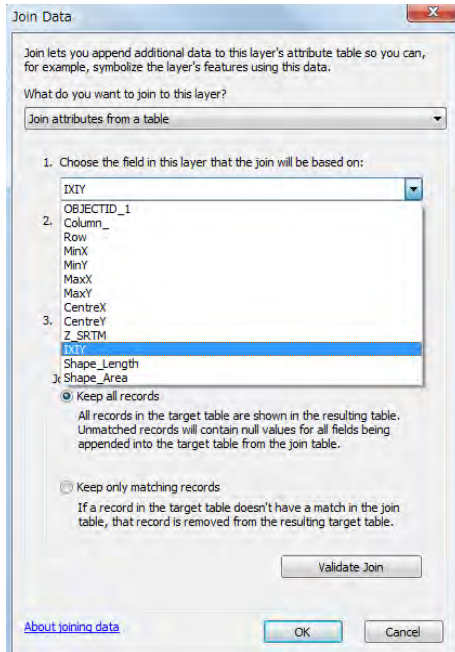 Join Data
Join lets you append additional data to this layer's attribute table so you can,
for example, symbolize the layer's features using this data.
What do you want to join to this layer?
Join attributes from a table
1. Choose the field in this layer that the join will be based on:
IXIY
OBJECTID_1
2. Column_
Row
MinX
MinY
MaxX
MaxY
CentreX
3. CentreY
Z_SRTM
IXIY
Shape_Length
Shape_Area
Keep all records
All records in the target table are shown in the resulting table.
Unmatched records will contain null values for all fields being
appended into the target table from the join table.
Keep only matching records
If a record in the target table doesn't have a match in the join
table, that record is removed from the resulting target table.
Validate Join
About joining data
OK
Cancel